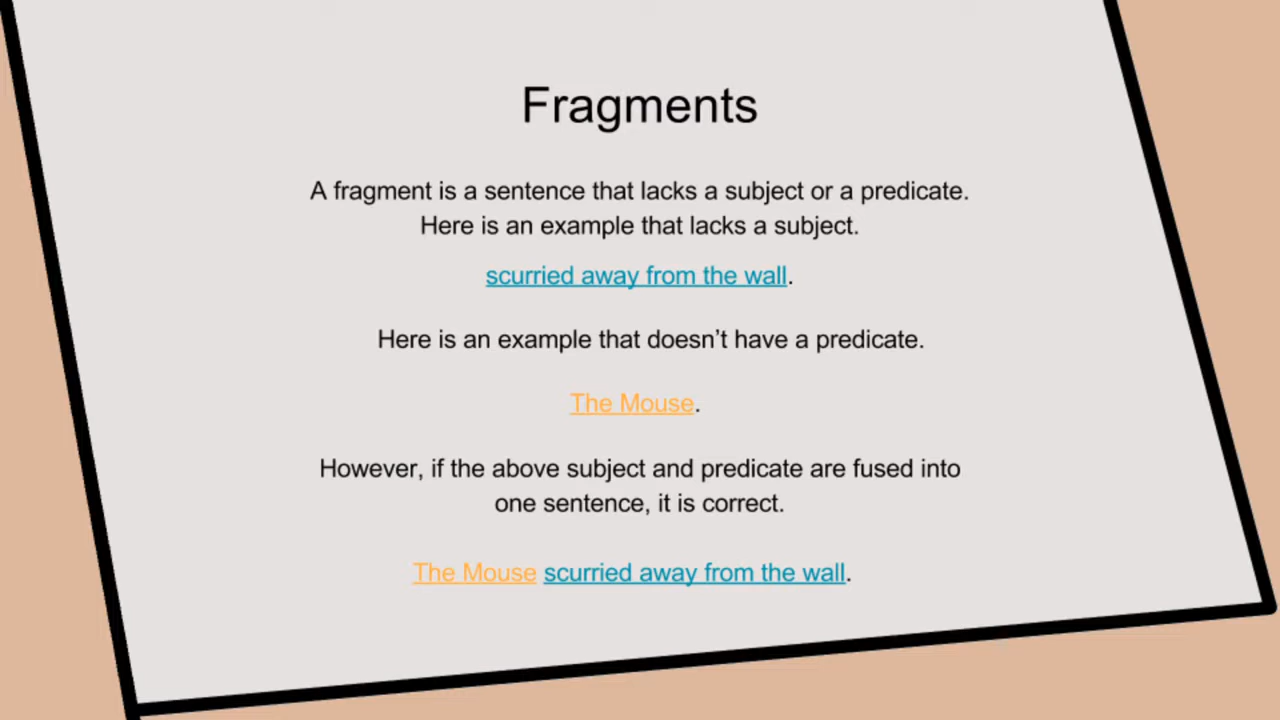 Fragments
A fragment is a sentence that lacks a subject or a predicate.
Here is an example that lacks a subject.
scurried away from the wall.
Here is an example that doesn’t have a predicate.
The Mouse.
However, if the above subject and predicate are fused into
one sentence, it is correct.
The Mouse scurried away from the wall.